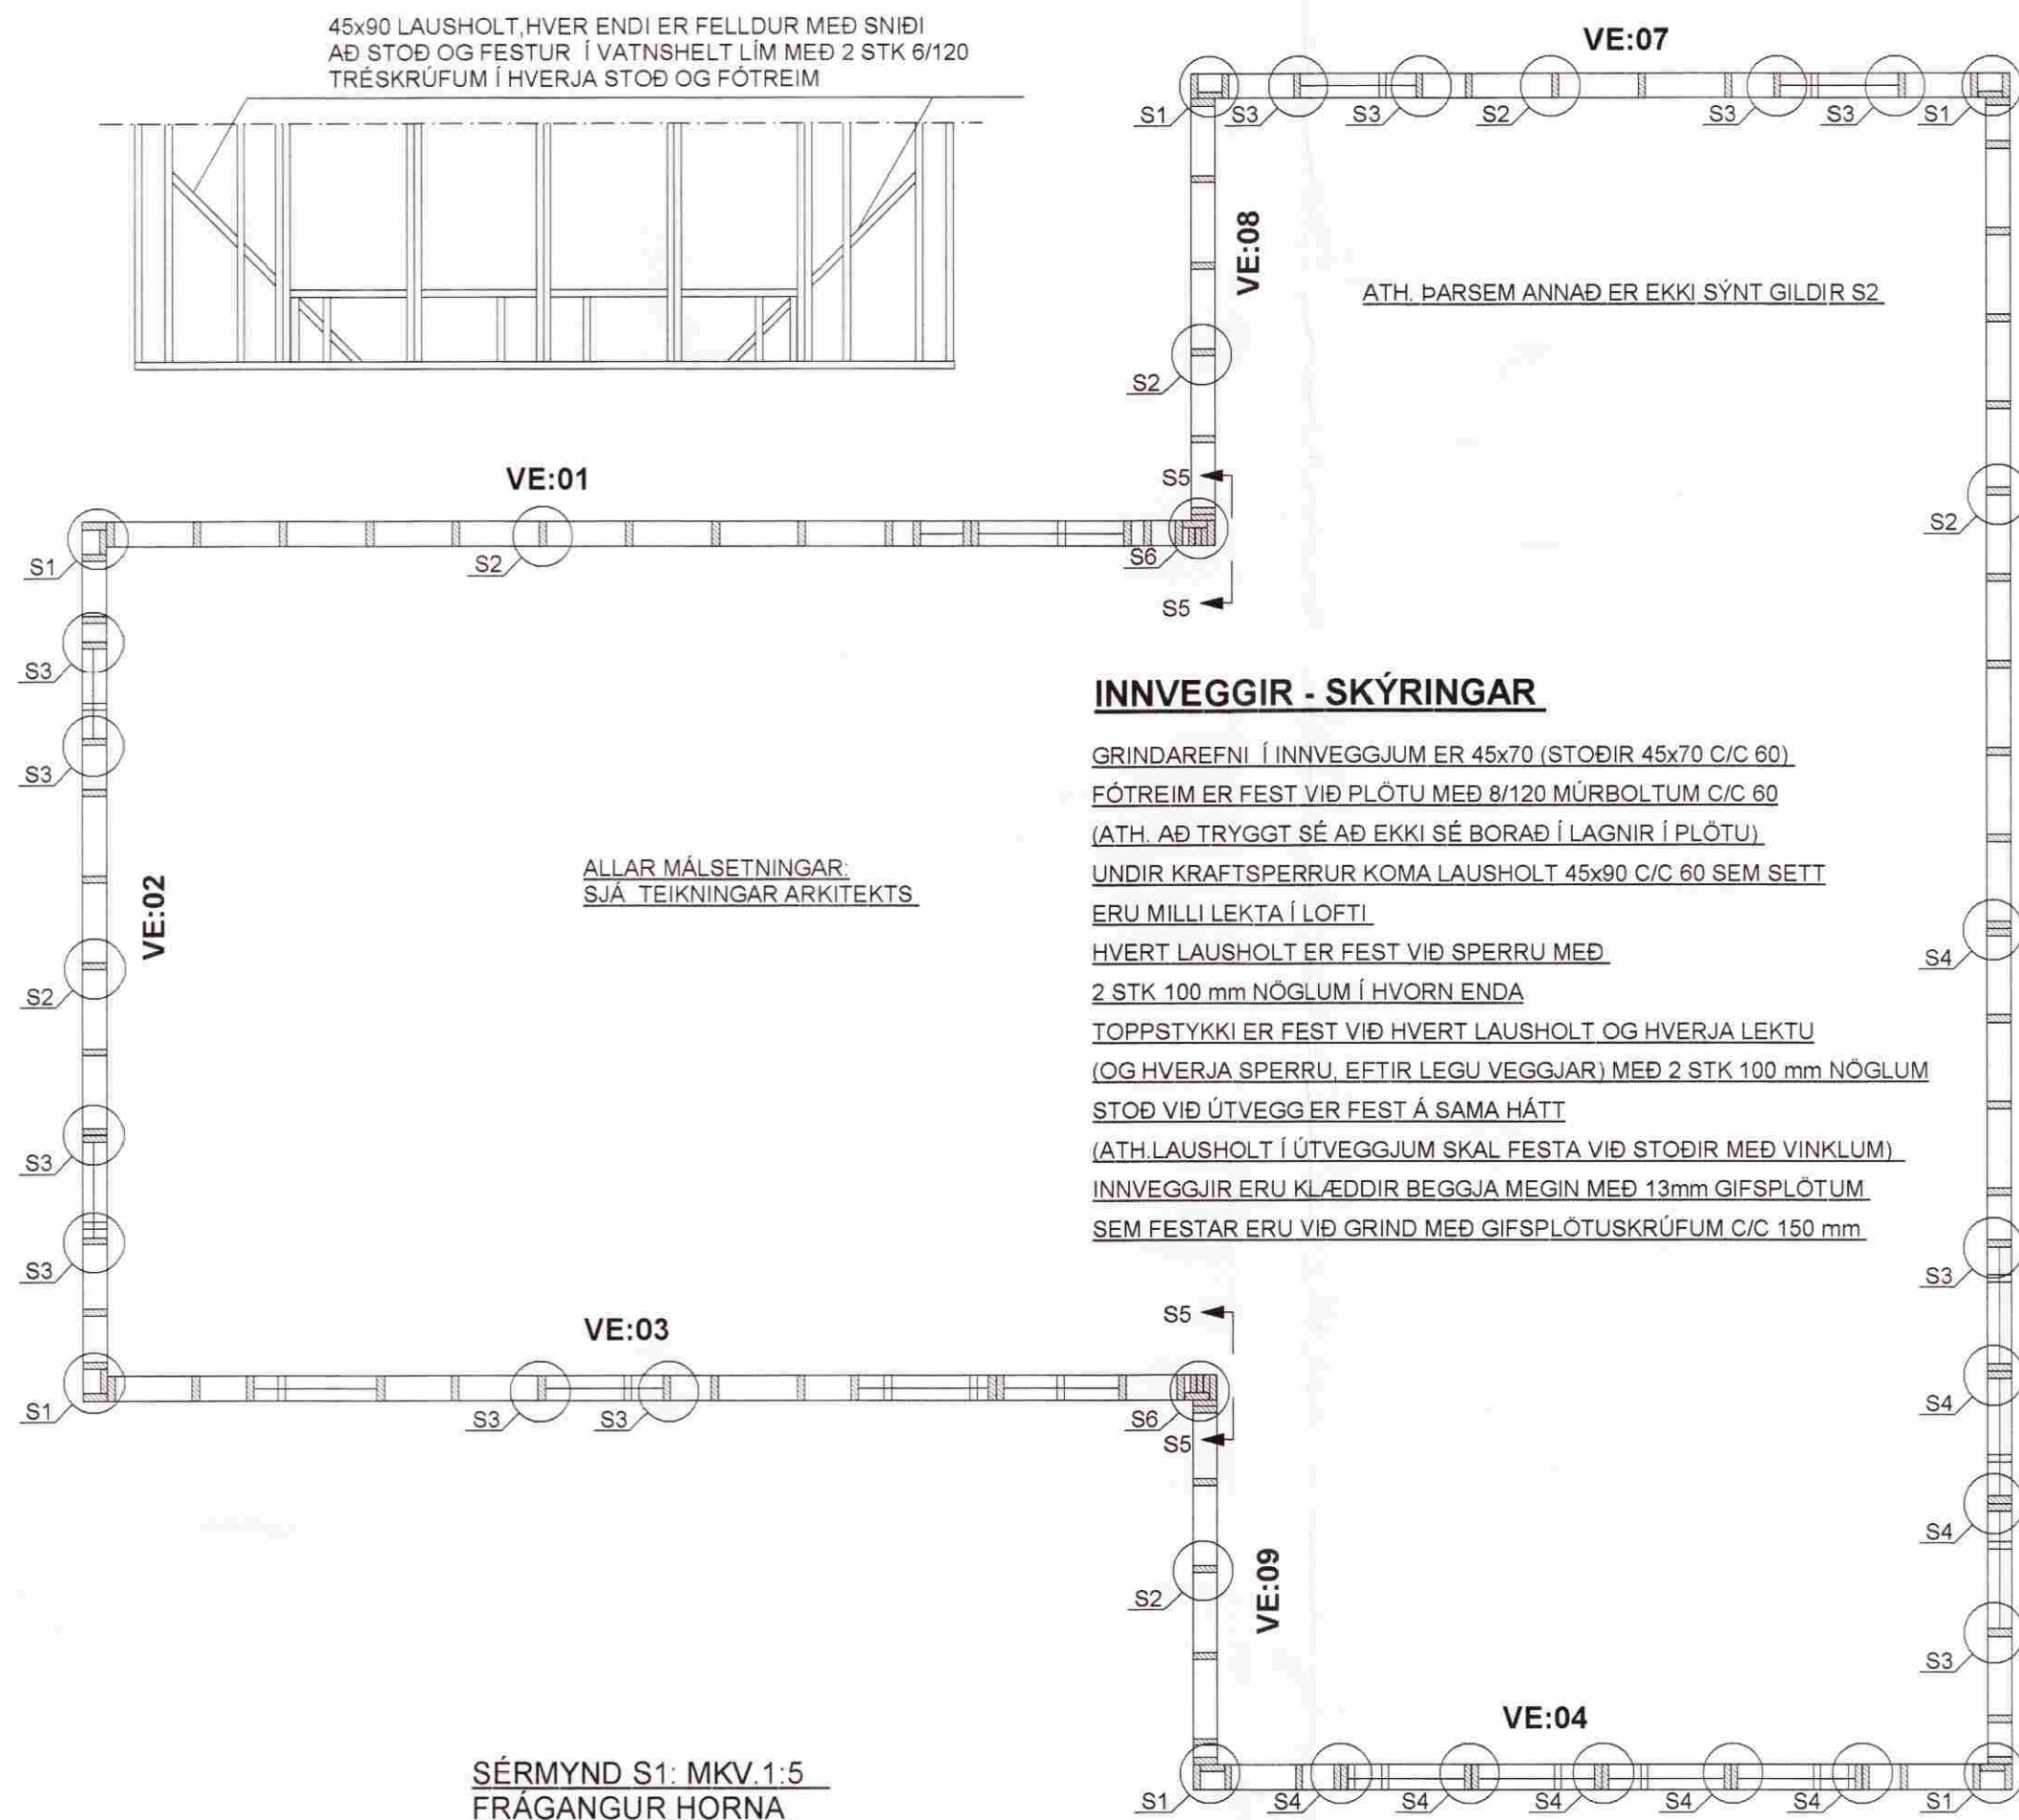 45x90 LAUSHOLT,HVER ENDI ER FELLDUR MEÐ SNIÐI
AÐ STOÐ OG FESTUR Í VATNSHELT LÍM MEÐ 2 STK 6/120
TRÉSKRÚFUM Í HVERJA STOÐ OG FÓTREIM
VE:07
S1
S3
S3
S2
S3
S3
S1
VE:08
ATH. ÞARSEM ANNAÐ ER EKKI SÝNT GILDIR S2
S2
VE:01
S5
S2
S1
S2
S6
S5
S3
S3
INNVEGGIR - SKÝRINGAR
GRINDAREFNI Í INNVEGGJUM ER 45x70 (STOÐIR 45x70 C/C 60)
FÓTREIM ER FEST VIÐ PLÖTU MEÐ 8/120 MÚRBOLTUM C/C 60
(ATH. AÐ TRYGGT SÉ AÐ EKKI SÉ BORAÐ Í LAGNIR Í PLÖTU)
UNDIR KRAFTSPERRUR KOMA LAUSHOLT 45x90 C/C 60 SEM SETT
ERU MILLI LEKTA Í LOFTI
HVERT LAUSHOLT ER FEST VIÐ SPERRU MEÐ
2 STK 100 mm NÖGLUM Í HVORN ENDA
TOPPSTYKKI ER FEST VIÐ HVERT LAUSHOLT OG HVERJA LEKTU
(OG HVERJA SPERRU, EFTIR LEGU VEGGJAR) MEÐ 2 STK 100 mm NÖGLUM
STOÐ VIÐ ÚTVEGG ER FEST Á SAMA HÁTT
(ATH.LAUSHOLT Í ÚTVEGGJUM SKAL FESTA VIÐ STOÐIR MEÐ VINKLUM)
INNVEGGJIR ERU KLÆDDIR BEGGJA MEGIN MEÐ 13mm GIFSPLÖTUM
SEM FESTAR ERU VIÐ GRIND MEÐ GIFSPLÖTUSKRÚFUM C/C 150 mm
ALLAR MÁLSETNINGAR:
SJÁ TEIKNINGAR ARKITEKTS
VE:02
S4
S2
S3
S3
S3
S5
VE:03
S4
S1
S3
S3
S6
S5
S4
VE:09
S2
S3
VE:04
SÉRMYND S1: MKV.1:5
FRÁGANGUR HORNA
S1
S4
S4
S4
S4
S4
S1